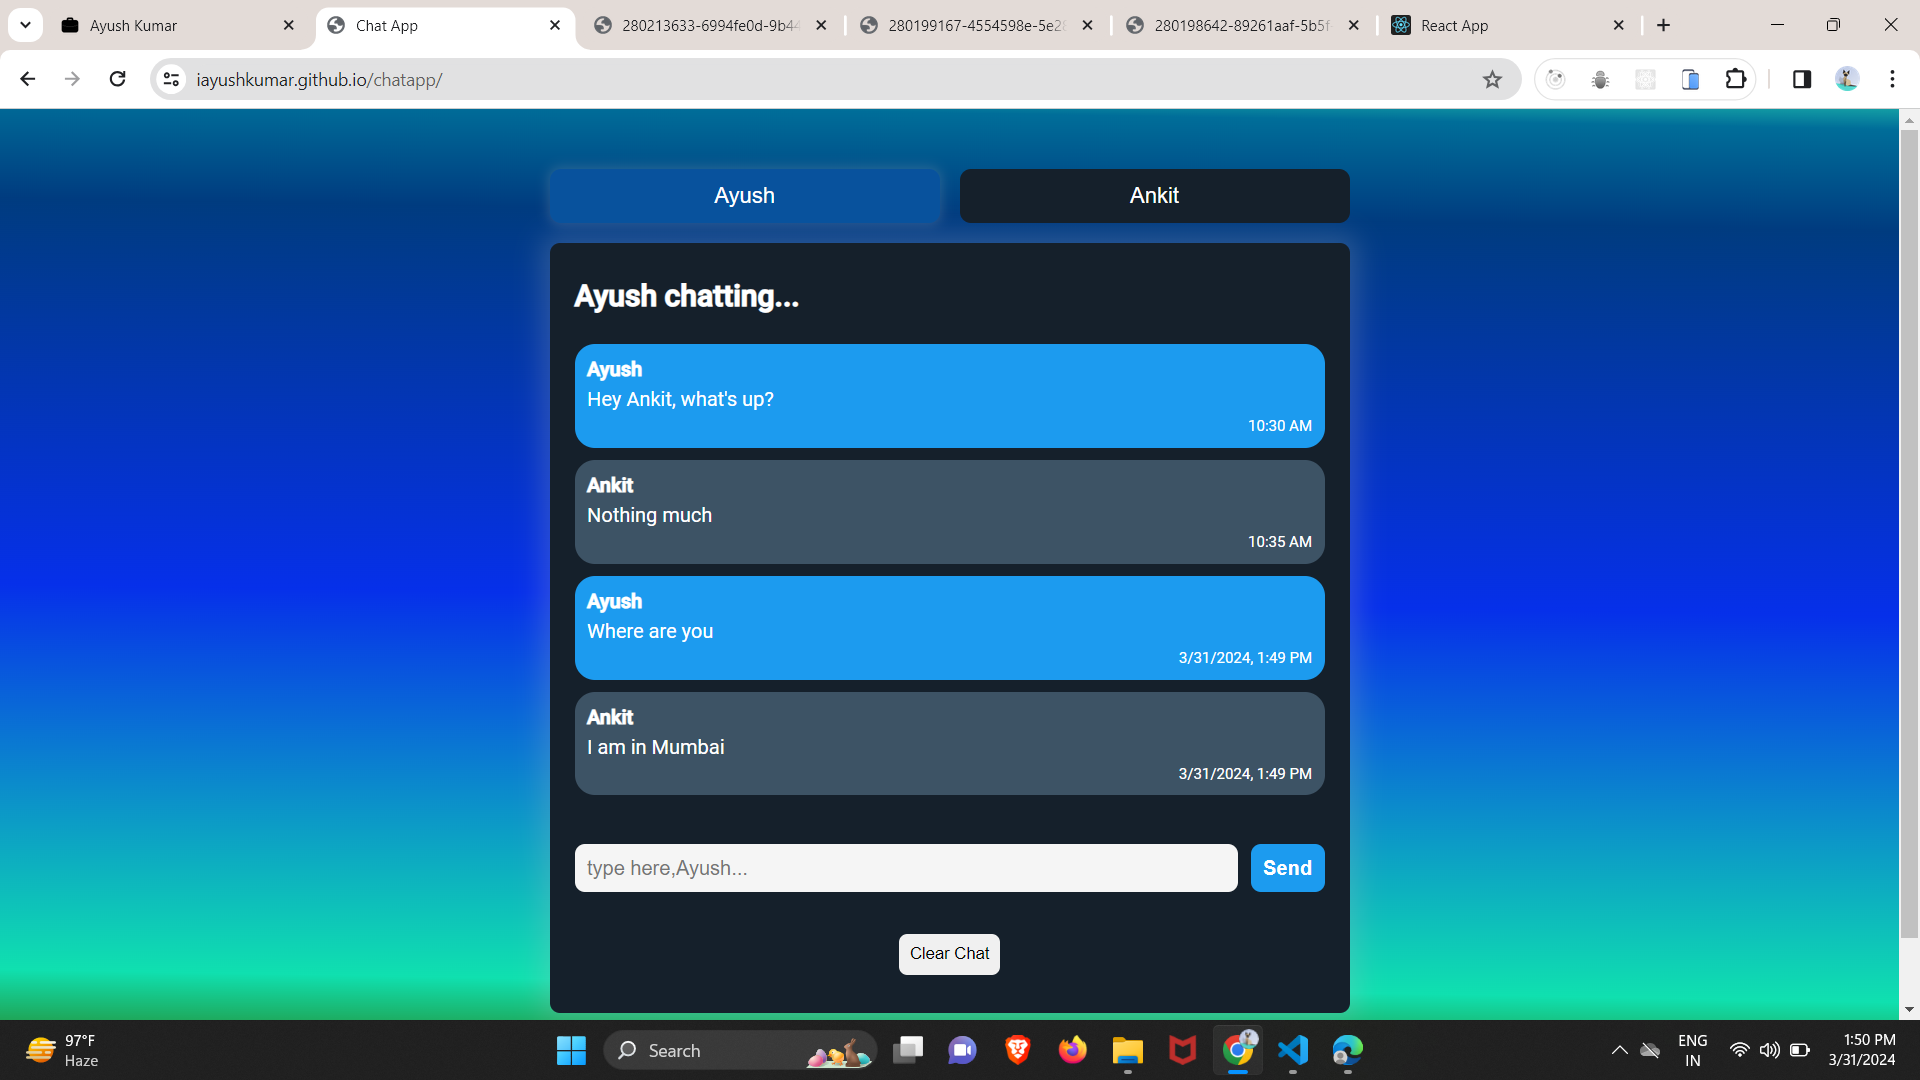 Ayush Kumar
Chat App
280213633-6994fe0d-9b44
280199167-4554598e-5e28
280198642-89261aaf-5b5f-
React App
iayushkumar.github.io/chatapp/
Ayush
Ankit
Ayush chatting...
Ayush
Hey Ankit, what's up?
10:30 AM
Ankit
Nothing much
10:35 AM
Ayush
Where are you
3/31/2024, 1:49 PM
Ankit
I am in Mumbai
3/31/2024, 1:49 PM
type here,Ayush...
Send
Clear Chat
97°F
Haze
Search
ENG
IN
1:50 PM
3/31/2024